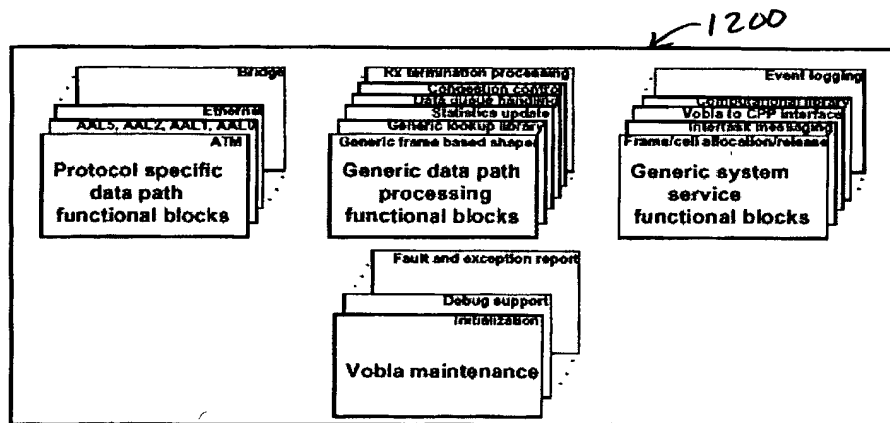 1200
Bridge
Ethernet
AAL5, AAL2, AAL1, AAL0
ATM
Protocol specific
data path
functional blocks
Rx termination processing
Congestion control
Data queue handling
Statistics update
Generic lookup library
Generic frame based shaper
Generic data path
processing
functional blocks
Event logging
Computational library
Vobla to CPP interface
Intertask messaging
Frame/cell allocation/release
Generic system
service
functional blocks
Fault and exception report
Debug support
Initialization
Vobla maintenance